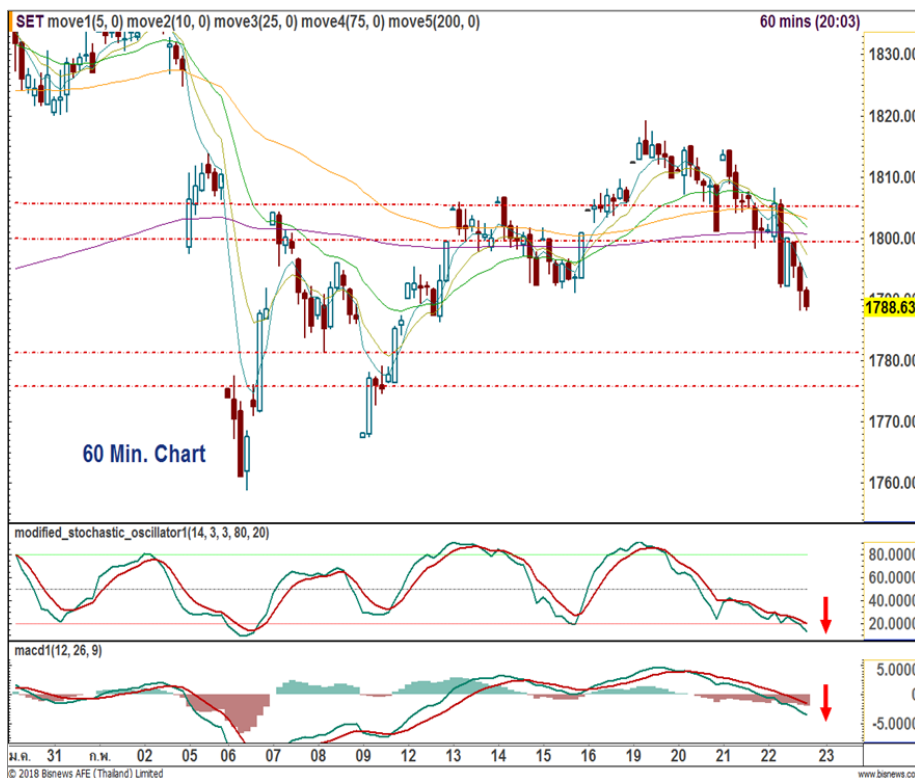 SET move1(5, 0) move2(10, 0) move3(25, 0) move4(75, 0) move5(200, 0) 60 mins (20:03)
1830.00
1820.00
1810.00
1800.00
1788.63
1780.00
1770.00
1760.00
60 Min. Chart
modified_stochastic_oscillator1(14, 3, 3, 80, 20)
80.0000
60.0000
40.0000
20.0000
macd1(12, 26, 9)
5.0000
-5.0000
ม.ค. 31 ก.พ. 02 05 06 07 08 09 12 13 14 15 16 19 20 21 22 23
© 2018 Bisnews AFE (Thailand) Limited www.bisnews.co